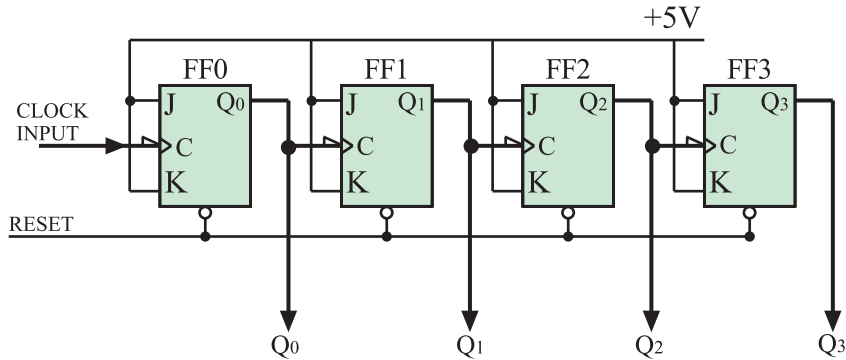 +5V
FF0 FF1 FF2 FF3
J Q0 J Q1 J Q2 J Q3
CLOCK
INPUT
C C C C
K K K K
RESET
Q0 Q1 Q2 Q3